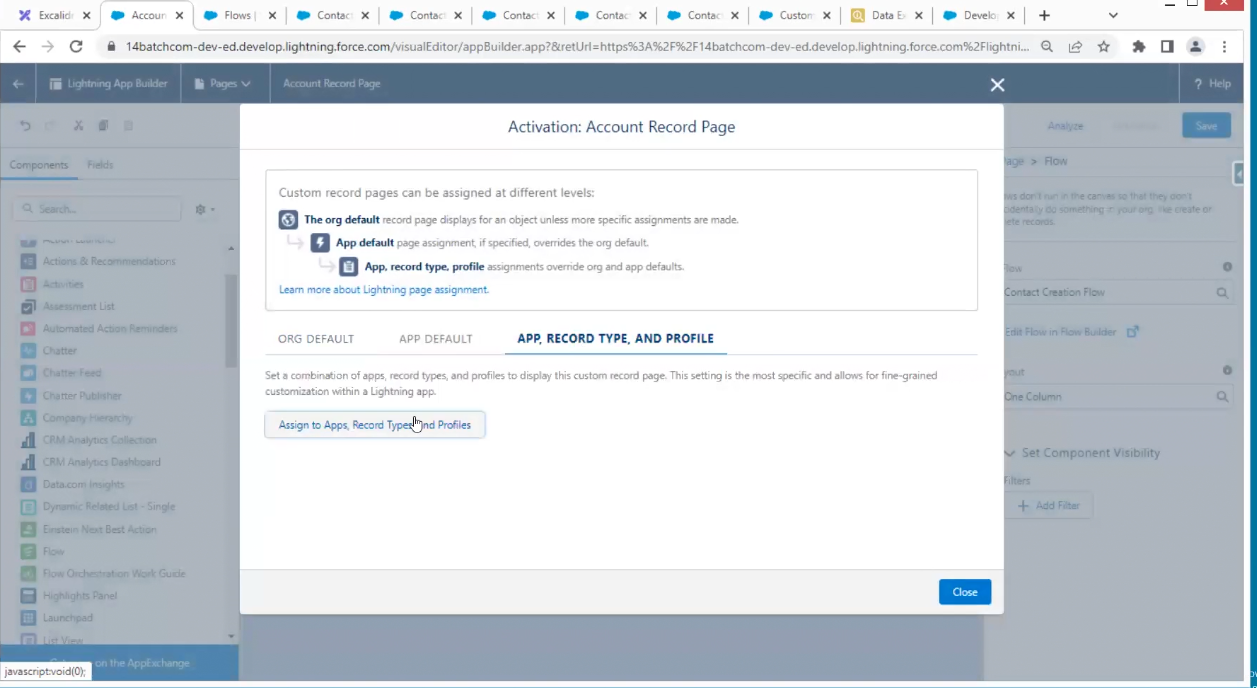 Excalid
Accoun
Flows |
Contac
Contac
Contac
Contac
Contac
Custom
Data E
Develo
14batchcom-dev-ed.develop.lightning.force.com/visualEditor/appBuilder.app?&retUrl=https%3A%2F%2F14batchcom-dev-ed.develop.lightning.force.com%2Flightni...
Lightning App Builder
Pages
Account Record Page
? Help
Activation: Account Record Page
Analyze
Save
Components
Fields
Page > Flow
Search...
Custom record pages can be assigned at different levels:
The org default record page displays for an object unless more specific assignments are made.
App default page assignment, if specified, overrides the org default.
App, record type, profile assignments override org and app defaults.
Learn more about Lightning page assignment.
Actions & Recommendations
Activities
Assessment List
Automated Action Reminders
Chatter
Chatter Feed
Chatter Publisher
Company Hierarchy
CRM Analytics Collection
CRM Analytics Dashboard
Data.com Insights
Dynamic Related List - Single
Einstein Next Best Action
Flow
Flow Orchestration Work Guide
Highlights Panel
Launchpad
List View
ORG DEFAULT
APP DEFAULT
APP, RECORD TYPE, AND PROFILE
Set a combination of apps, record types, and profiles to display this custom record page. This setting is the most specific and allows for fine-grained
customization within a Lightning app.
Assign to Apps, Record Types, and Profiles
Close
Flow
Contact Creation Flow
Edit Flow in Flow Builder
One Column
Set Component Visibility
Filters
+ Add Filter
on the AppExchange
javascript:void(0);